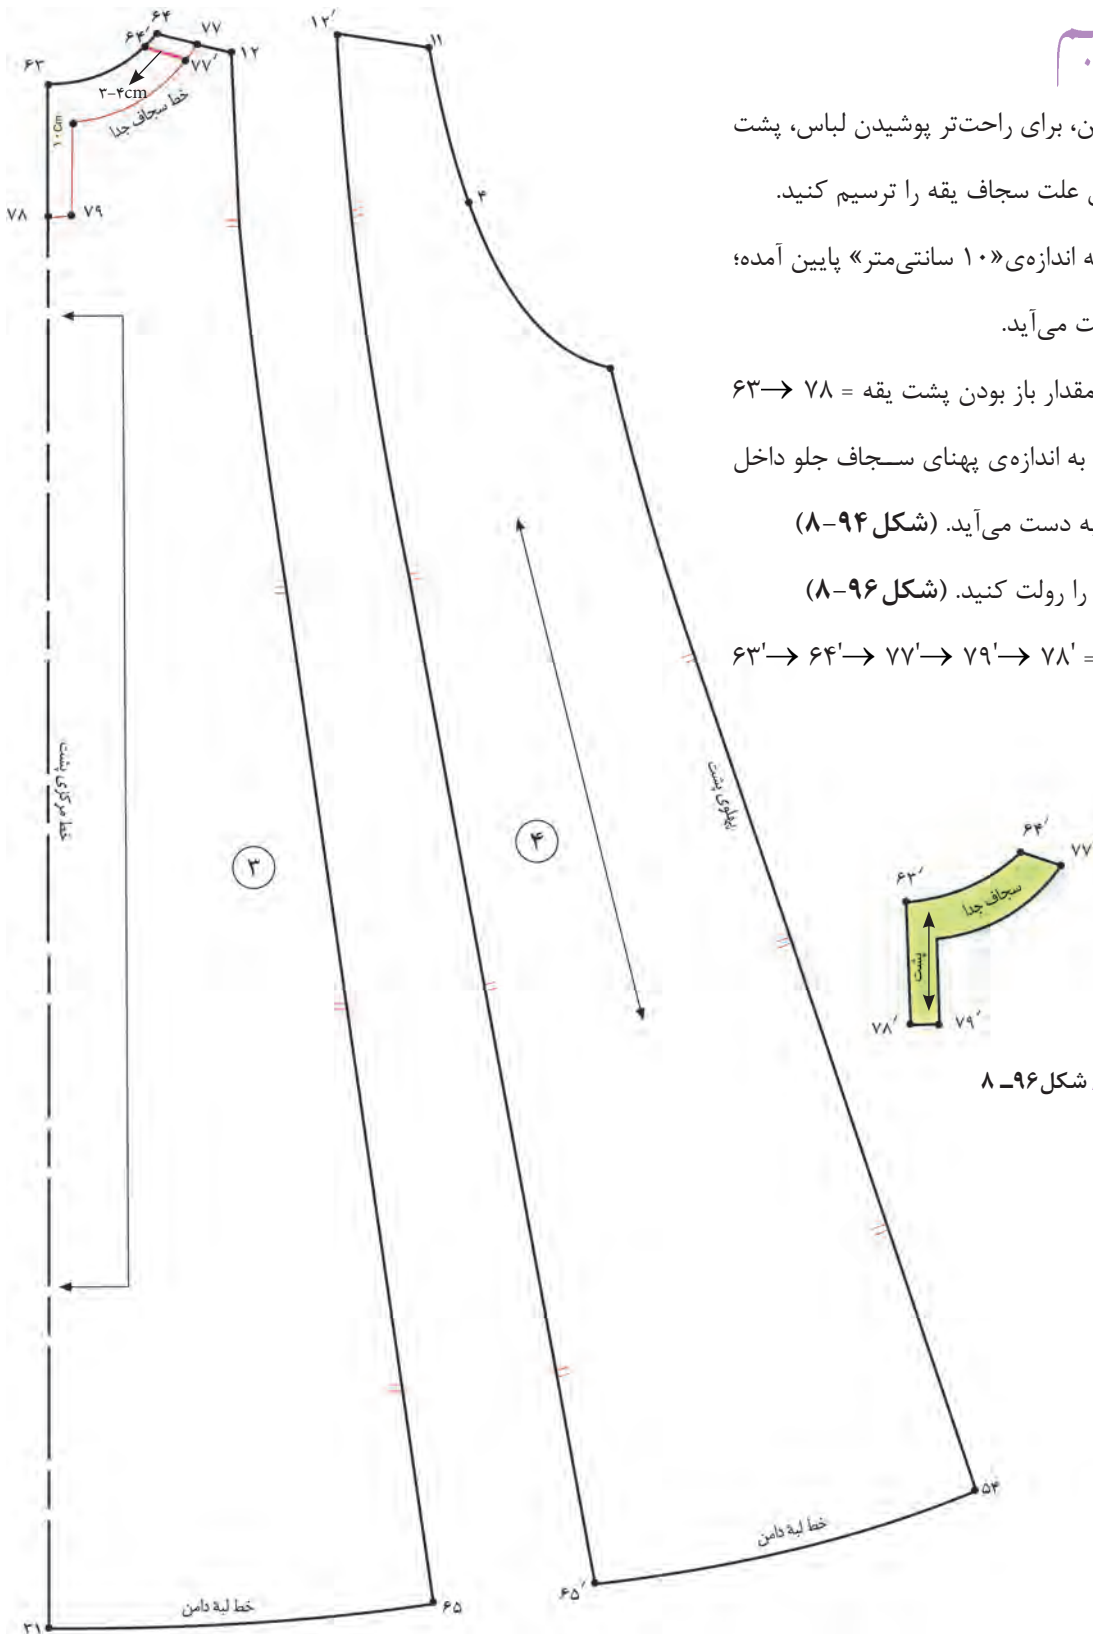 ن، برای راحت‌تر پوشیدن لباس، پشت
علت سجاف یقه را ترسیم کنید.
ه اندازه‌ی«۱۰ سانتی‌متر» پایین آمده؛
ت می‌آید.
مقدار باز بودن پشت یقه = ۷۸ → ۶۳
به اندازه‌ی پهنای سـجاف جلو داخل
ه دست می‌آید. (شکل ۹۴-۸)
را رولت کنید. (شکل ۹۶-۸)
۶۳'→ ۶۴'→ ۷۷'→ ۷۹'→ ۷۸' =
۶۴
۶۴′
۷۷
۷۷′
۱۲
۶۳
۳-۴cm
خط سجاف جدا
۱۰Cm
۷۸
۷۹
خط مرکزی پشت
۳
خط لبهٔ دامن
۳۱
۶۵
۱۲′
۱۱
۴
پهلوی پشت
۴
خط لبهٔ دامن
۵۴
۶۵′
۶۴′
۷۷
۶۳′
سجاف جدا
پشت
۷۸′
۷۹′
شکل۹۶ـ ۸